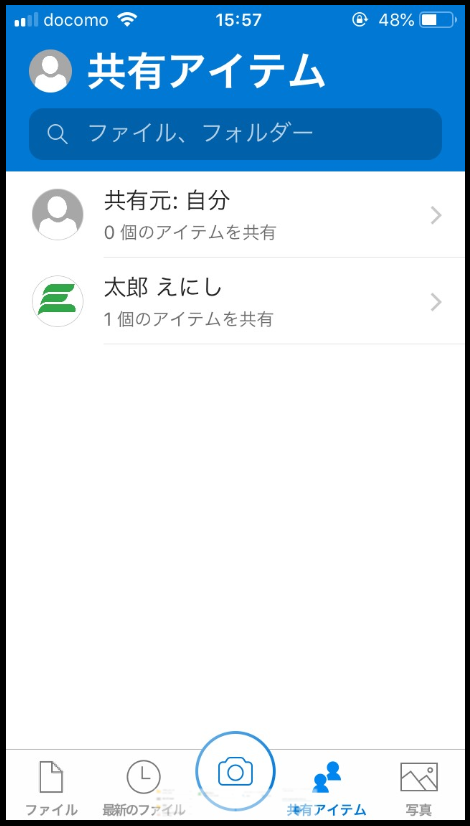 docomo 15:57 48%
共有アイテム
ファイル、フォルダー
共有元: 自分
0 個のアイテムを共有
太郎 えにし
1 個のアイテムを共有
ファイル 最新のファイル 共有アイテム 写真